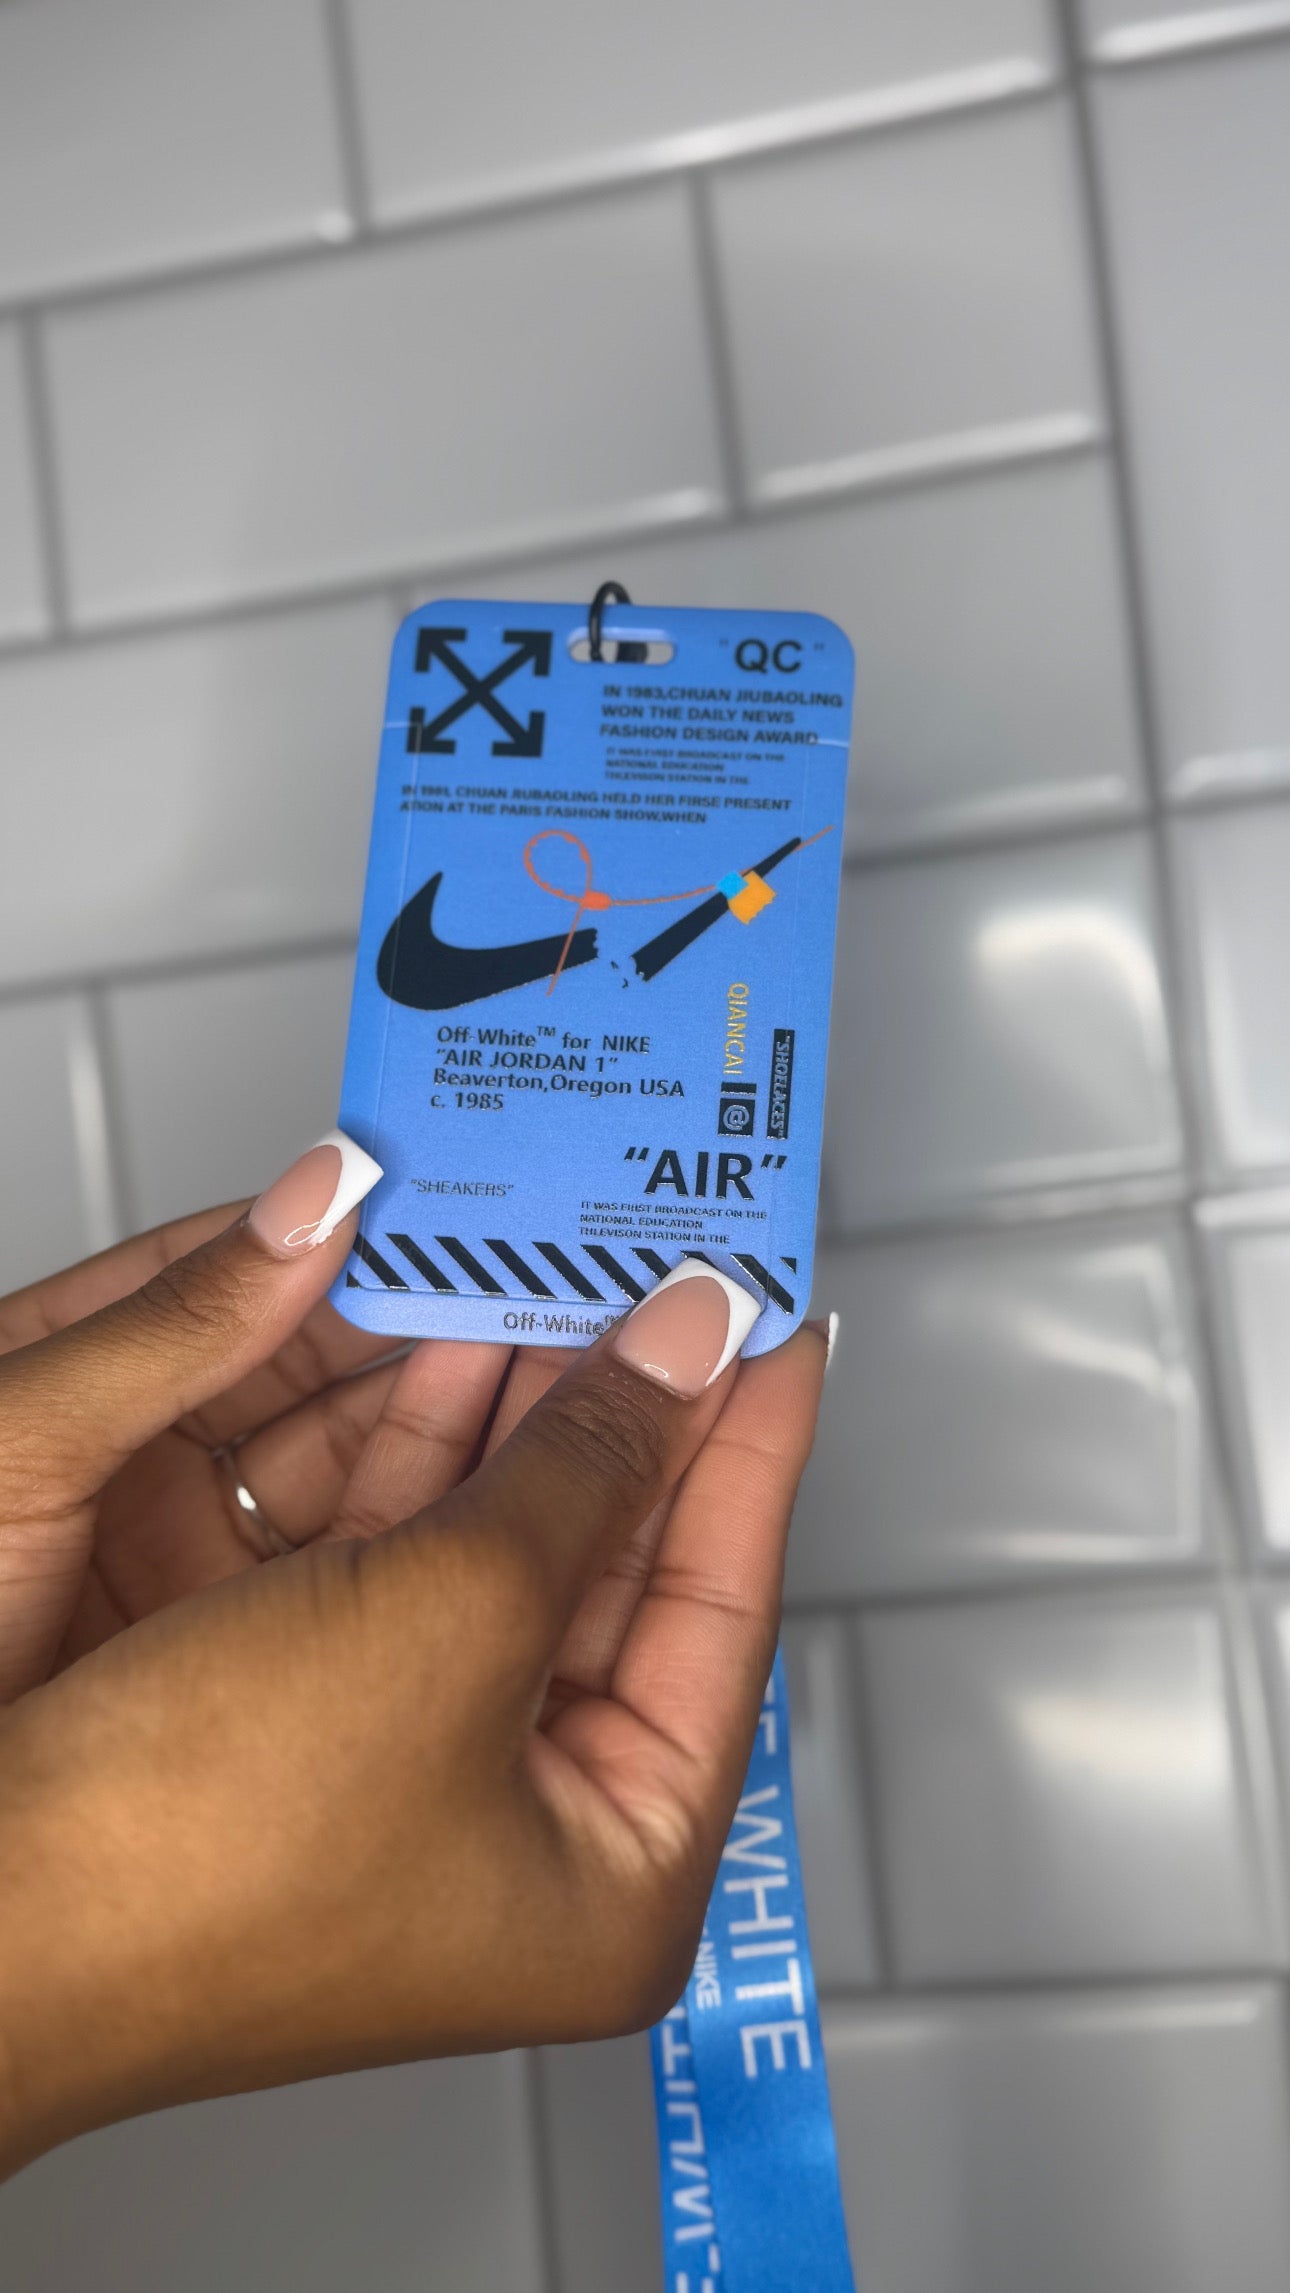 " QC "
IN 1983,CHUAN JIUBAOLING
WON THE DAILY NEWS
FASHION DESIGN AWARD
IT WAS FIRST BROADCAST ON THE
NATIONAL EDUCATION
THLEVISON STATION IN THE
IN 1981, CHUAN JIUBAOLING HELD HER FIRSE PRESENT
ATION AT THE PARIS FASHION SHOW,WHEN
Off-White™ for NIKE
"AIR JORDAN 1"
Beaverton,Oregon USA
c. 1985
QIANCAI
@
"SHOELACES"
"AIR"
"SHEAKERS"
IT WAS FIRST BROADCAST ON THE
NATIONAL EDUCATION
THLEVISON STATION IN THE
Off-White
WHITE
NIKE